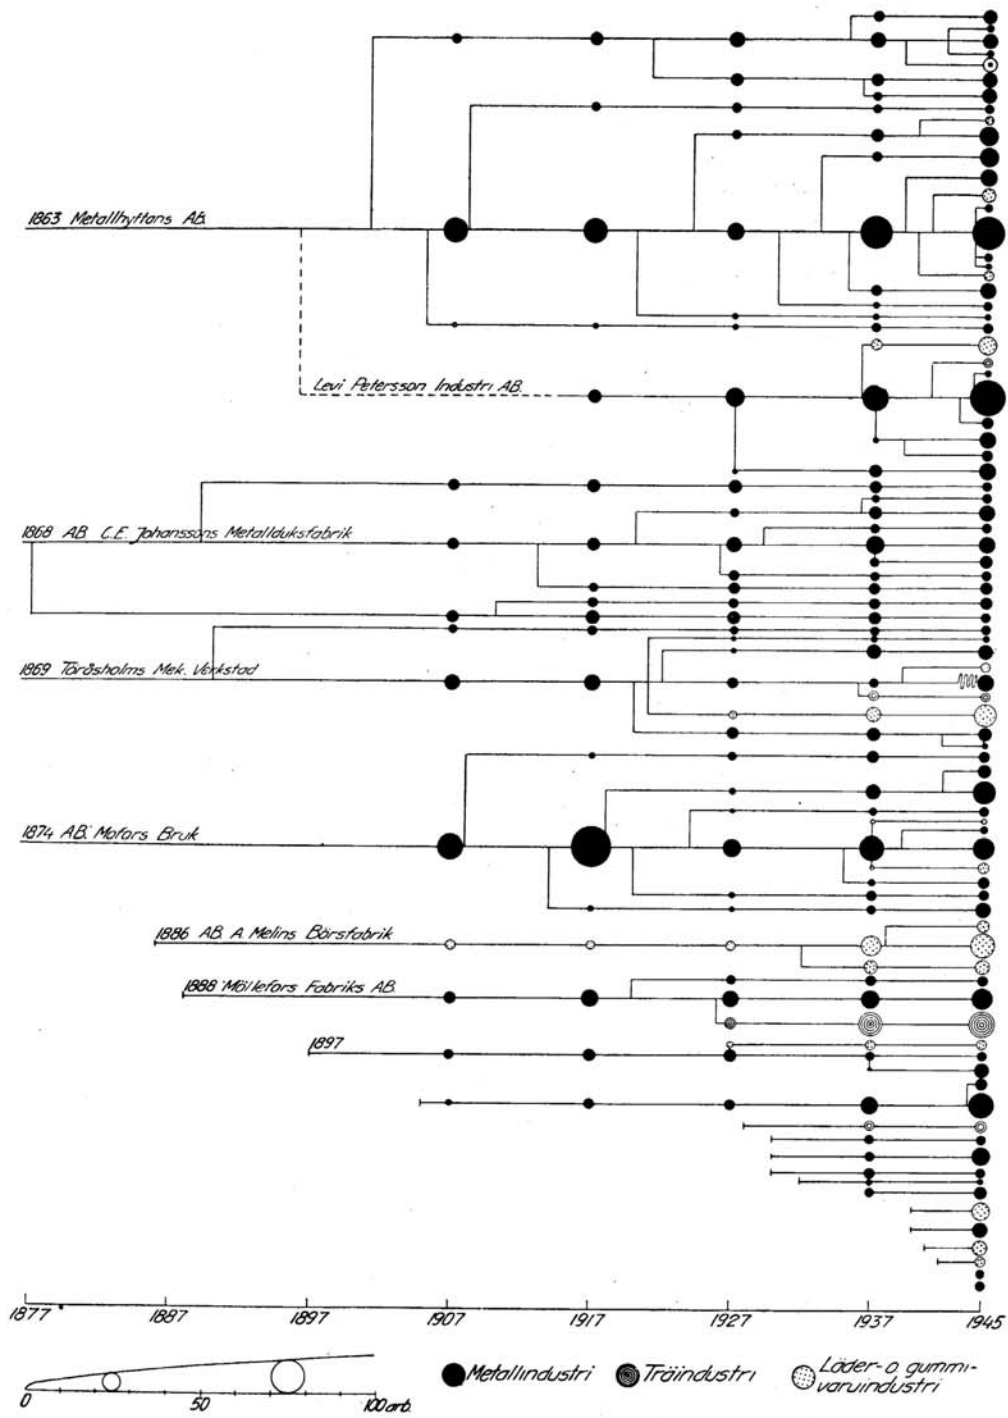 1863 Metallhyttans AB.
Levi Petersson Industri AB.
1868 AB C.E. Johanssons Metallduksfabrik
1869 Töråsholms Mek. Verkstad
1874 AB. Mofors Bruk
1886 AB. A. Melins Börsfabrik
1888 Möllefors Fabriks AB.
1897
1877 1887 1897 1907 1917 1927 1937 1945
0 50 100 arb.
Metallindustri
Träindustri
Läder- o gummi-
varuindustri